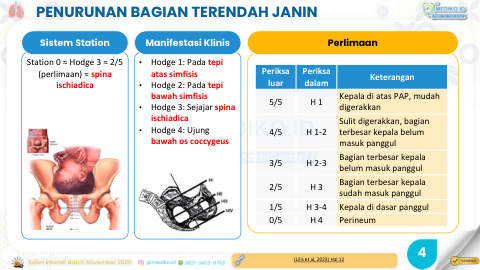 PENURUNAN BAGIAN TERENDAH JANIN
Sistem Station
Station 0 ≈ Hodge 3 ≈ 2/5
(perlimaan) ≈ spina
ischiadica
Manifestasi Klinis
• Hodge 1: Pada tepi
atas simfisis
• Hodge 2: Pada tepi
bawah simfisis
• Hodge 3: Sejajar spina
ischiadica
• Hodge 4: Ujung
bawah os coccygeus
HI
HII
HIII
HIV
Perlimaan
Periksa luar | Periksa dalam | Keterangan
5/5 | H 1 | Kepala di atas PAP, mudah digerakkan
4/5 | H 1-2 | Sulit digerakkan, bagian terbesar kepala belum masuk panggul
3/5 | H 2-3 | Bagian terbesar kepala belum masuk panggul
2/5 | H 3 | Bagian terbesar kepala sudah masuk panggul
1/5 | H 3-4 | Kepala di dasar panggul
0/5 | H 4 | Perineum
4